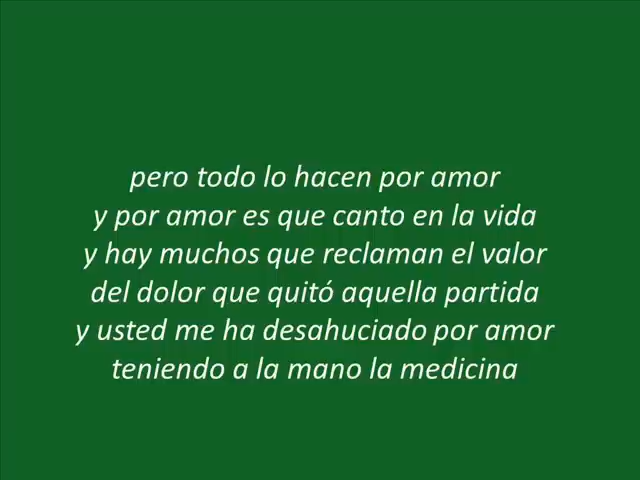 pero todo lo hacen por amor
y por amor es que canto en la vida
y hay muchos que reclaman el valor
del dolor que quitó aquella partida
y usted me ha desahuciado por amor
teniendo a la mano la medicina